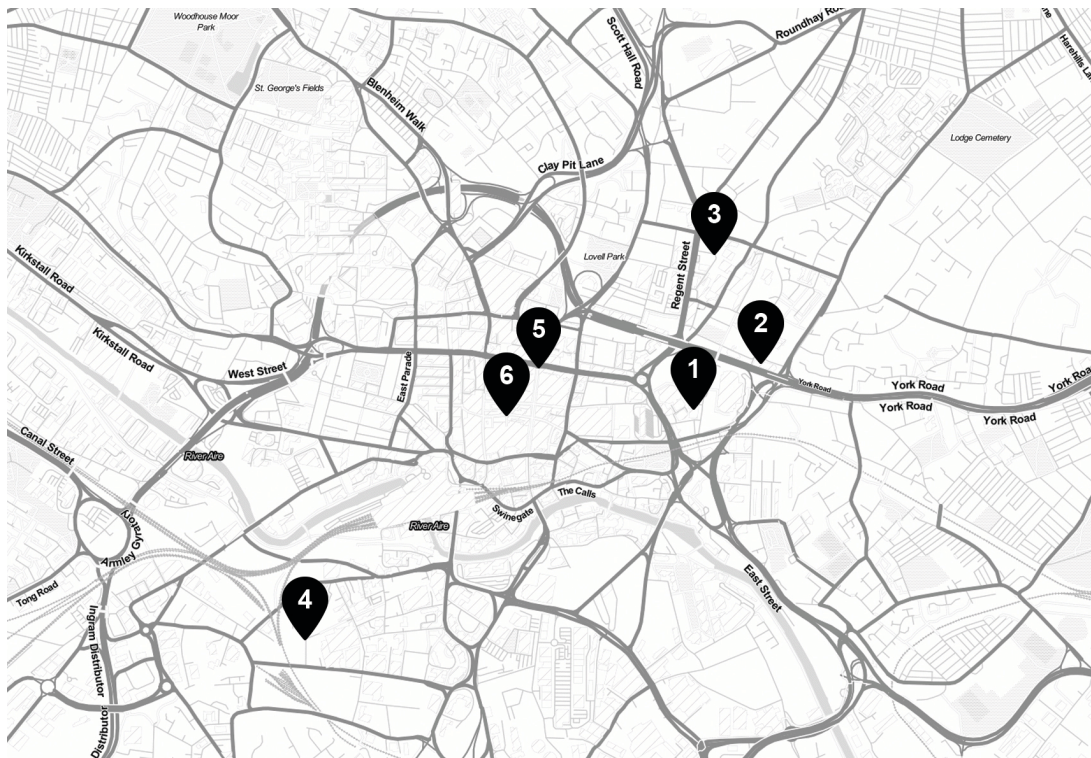 Woodhouse Moor
Park
St. George's Fields
Blenheim Walk
Scott Hall Road
Roundhay
Clay Pit Lane
Lodge Cemetery
Lovell Park
Regent Street
Kirkstall Road
Kirkstall Road
West Street
East Parade
3
2
5
1
6
York Road
York Road
York Road
York Road
Canal Street
River Aire
River Aire
The Calls
Swinegate
Armley Gyratory
Tong Road
East Street
4
Ingram Distributor
Distributor